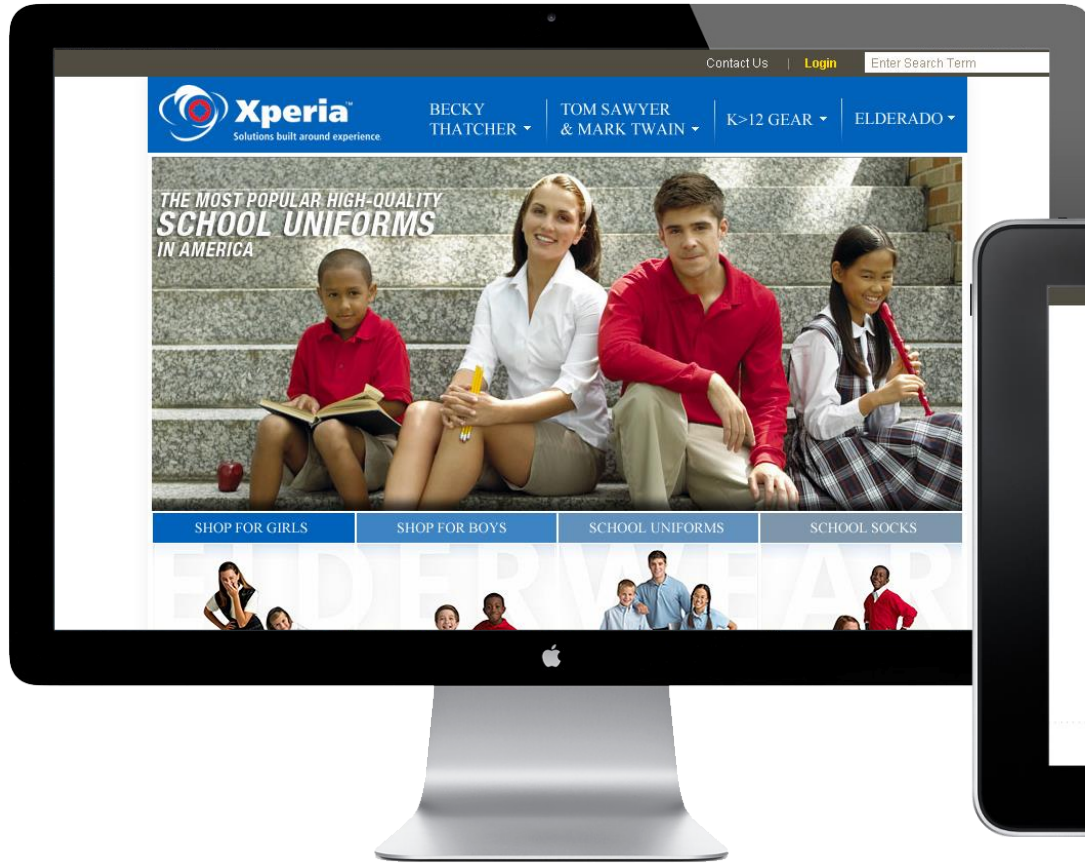 Contact Us | Login Enter Search Term
Xperia™
Solutions built around experience.
BECKY
THATCHER
TOM SAWYER
& MARK TWAIN
K>12 GEAR
ELDERADO
THE MOST POPULAR HIGH-QUALITY
SCHOOL UNIFORMS
IN AMERICA
SHOP FOR GIRLS
SHOP FOR BOYS
SCHOOL UNIFORMS
SCHOOL SOCKS
ELDERWEAR